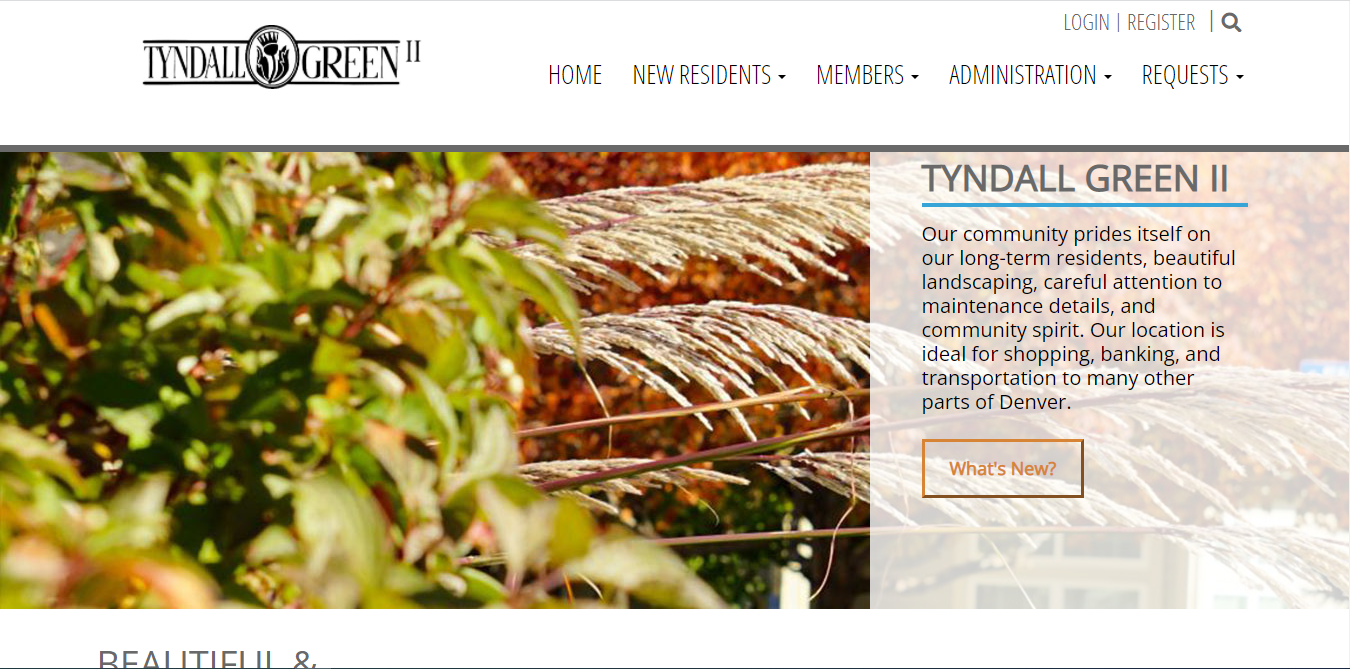 LOGIN | REGISTER |
TYNDALL GREEN II
HOME NEW RESIDENTS MEMBERS ADMINISTRATION REQUESTS
TYNDALL GREEN II
Our community prides itself on
our long-term residents, beautiful
landscaping, careful attention to
maintenance details, and
community spirit. Our location is
ideal for shopping, banking, and
transportation to many other
parts of Denver.
What's New?
BEAUTIFUL &